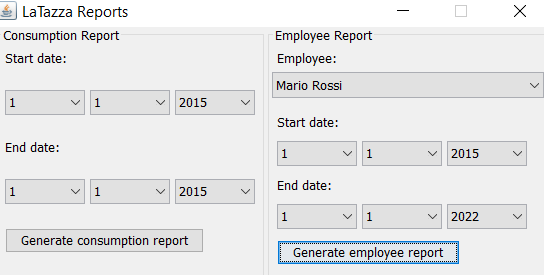 LaTazza Reports
Consumption Report
Start date:
1 1 2015
End date:
1 1 2015
Generate consumption report
Employee Report
Employee:
Mario Rossi
Start date:
1 1 2015
End date:
1 1 2022
Generate employee report